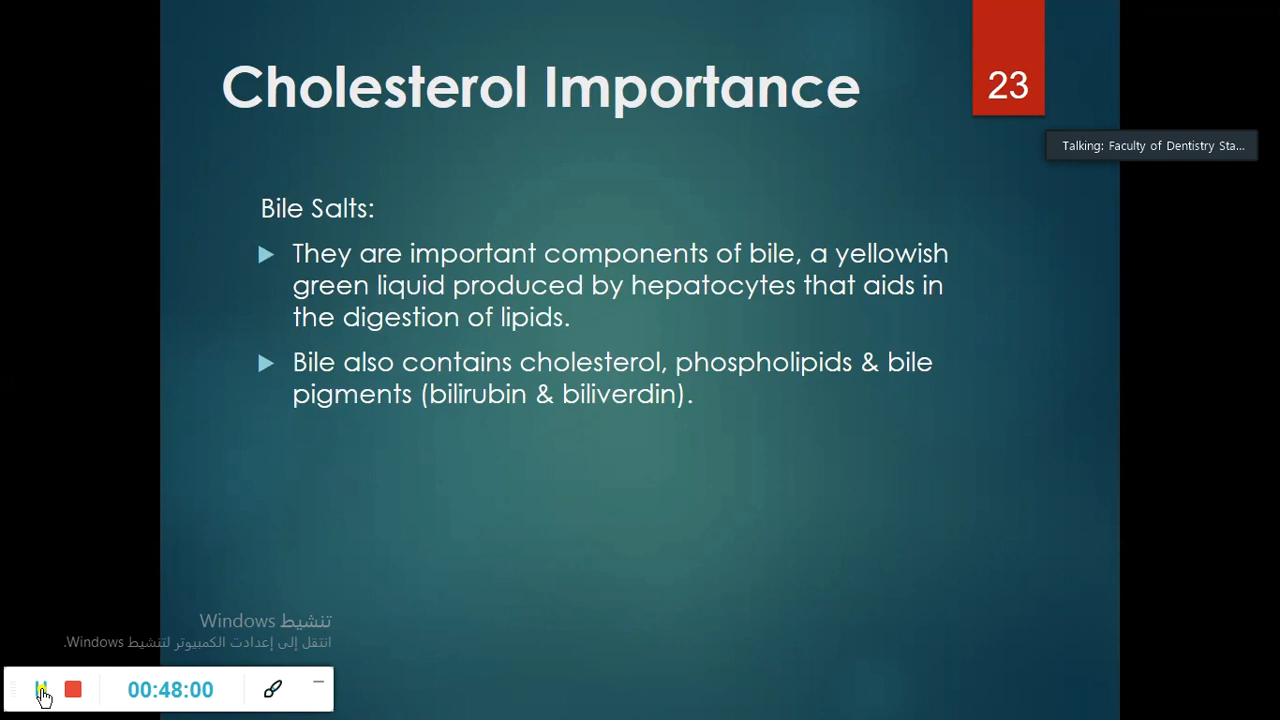 Cholesterol Importance
23
Talking: Faculty of Dentistry Sta...
Bile Salts:
They are important components of bile, a yellowish
green liquid produced by hepatocytes that aids in
the digestion of lipids.
Bile also contains cholesterol, phospholipids & bile
pigments (bilirubin & biliverdin).
تنشيط Windows
انتقل إلى إعدادت الكمبيوتر لتنشيط Windows.
00:48:00